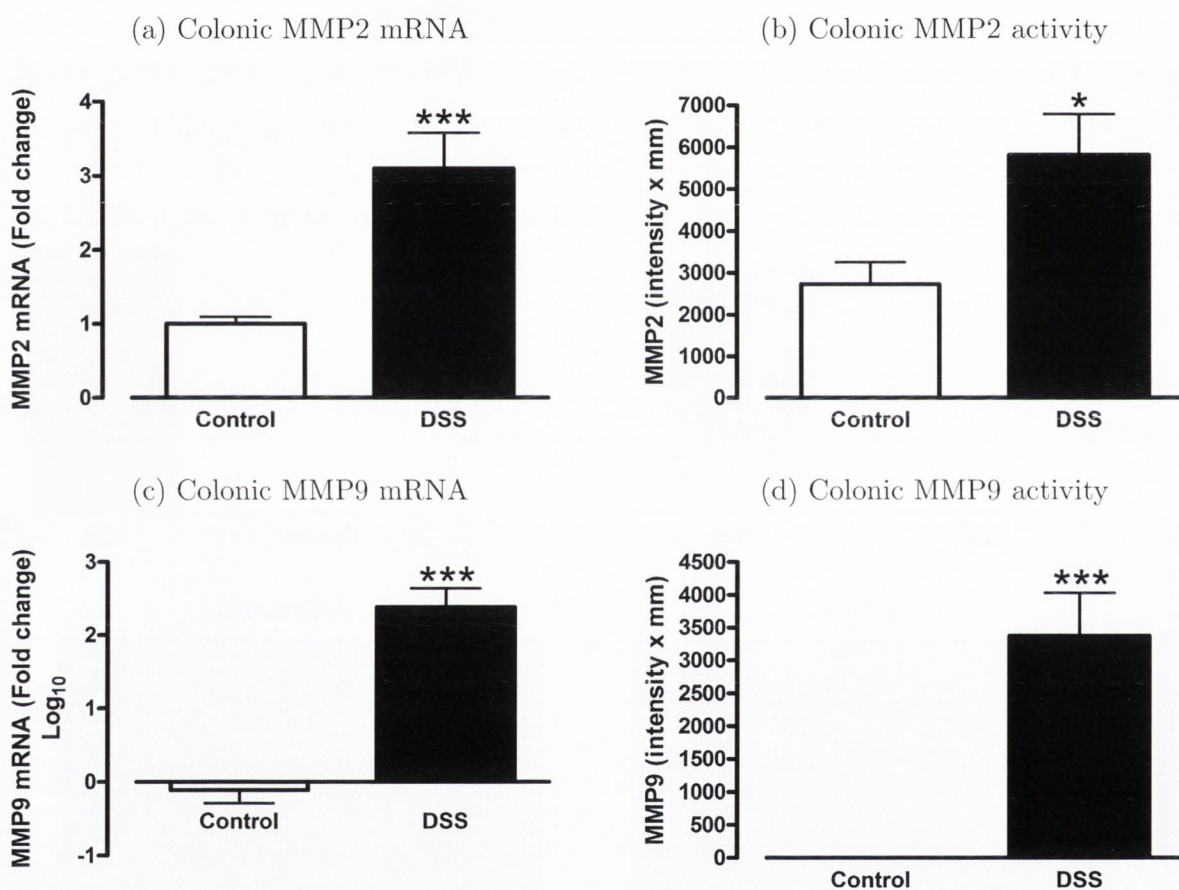 (a) Colonic MMP2 mRNA
MMP2 mRNA (Fold change)
4
3
2
1
0
***
Control
DSS
(b) Colonic MMP2 activity
MMP2 (intensity x mm)
7000
6000
5000
4000
3000
2000
1000
0
*
Control
DSS
(c) Colonic MMP9 mRNA
MMP9 mRNA (Fold change)
Log10
3
2
1
0
-1
***
Control
DSS
(d) Colonic MMP9 activity
MMP9 (intensity x mm)
4500
4000
3500
3000
2500
2000
1500
1000
500
0
***
Control
DSS